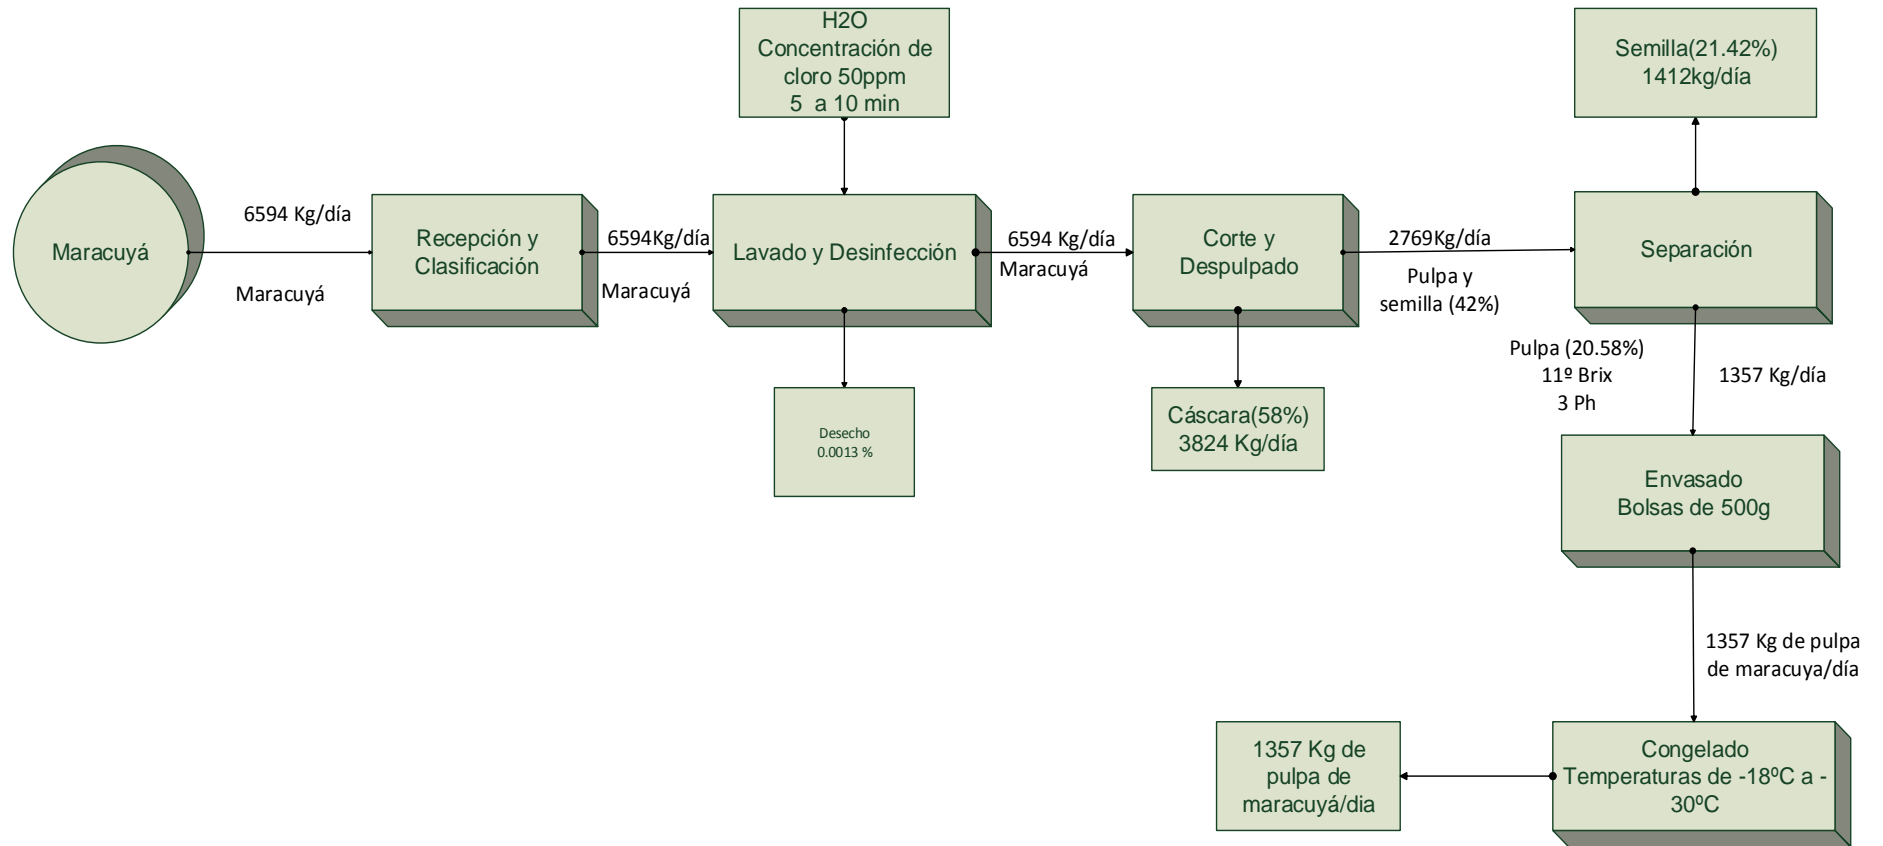 H2O
Concentración de
cloro 50ppm
5  a 10 min
Semilla(21.42%)
1412kg/día
Maracuyá
6594 Kg/día
Maracuyá
Recepción y
Clasificación
6594Kg/día
Maracuyá
Lavado y Desinfección
6594 Kg/día
Maracuyá
Corte y
Despulpado
2769Kg/día
Pulpa y
semilla (42%)
Separación
Desecho
0.0013 %
Cáscara(58%)
3824 Kg/día
Pulpa (20.58%)
11º Brix
3 Ph
1357 Kg/día
Envasado
Bolsas de 500g
1357 Kg de pulpa
de maracuya/día
Congelado
Temperaturas de -18ºC a -
30ºC
1357 Kg de
pulpa de
maracuyá/dia